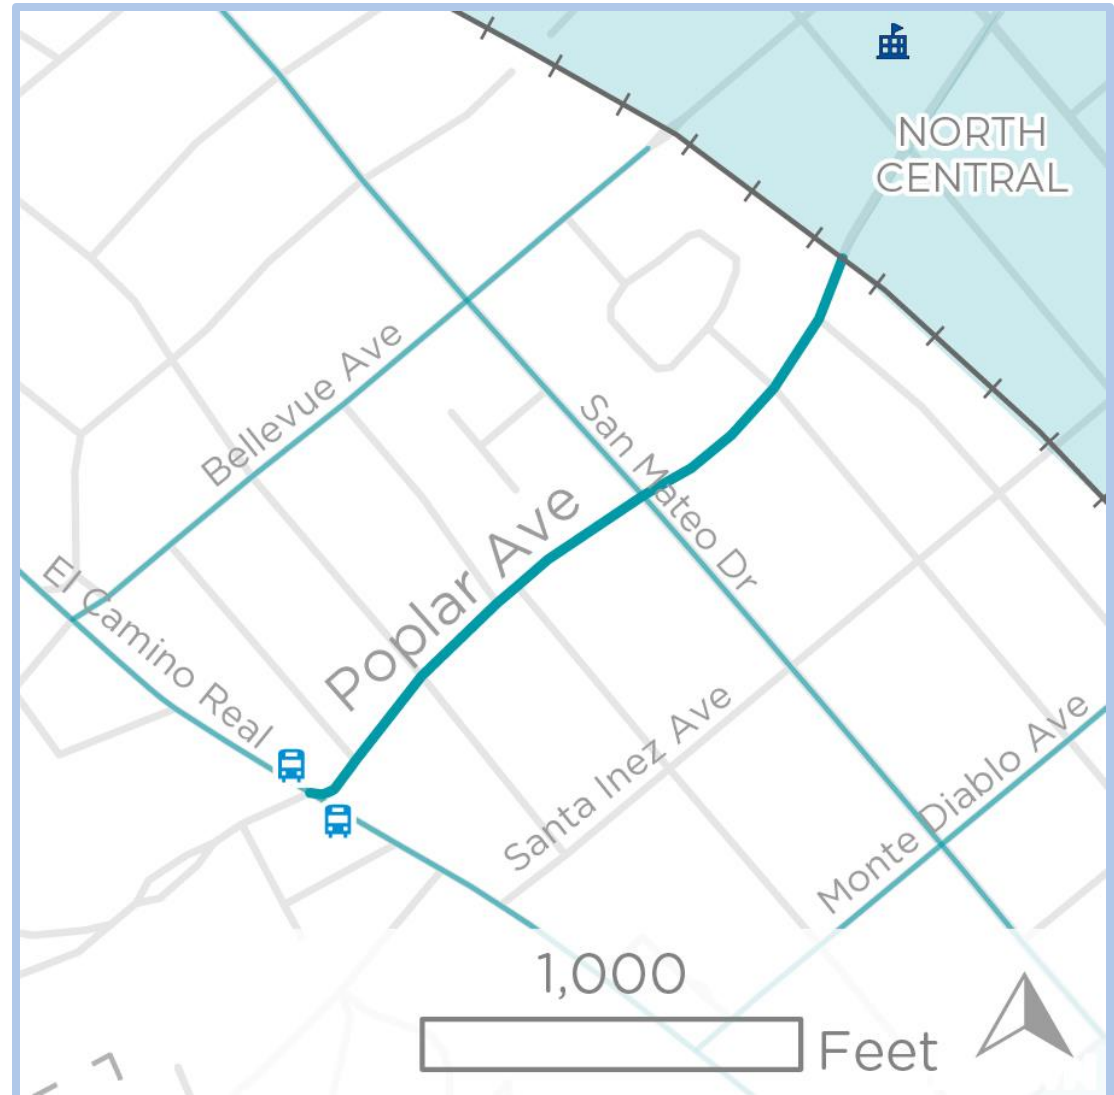 NORTH
CENTRAL
Bellevue Ave
San Mateo Dr
Poplar Ave
El Camino Real
Santa Inez Ave
Monte Diablo Ave
1,000
Feet